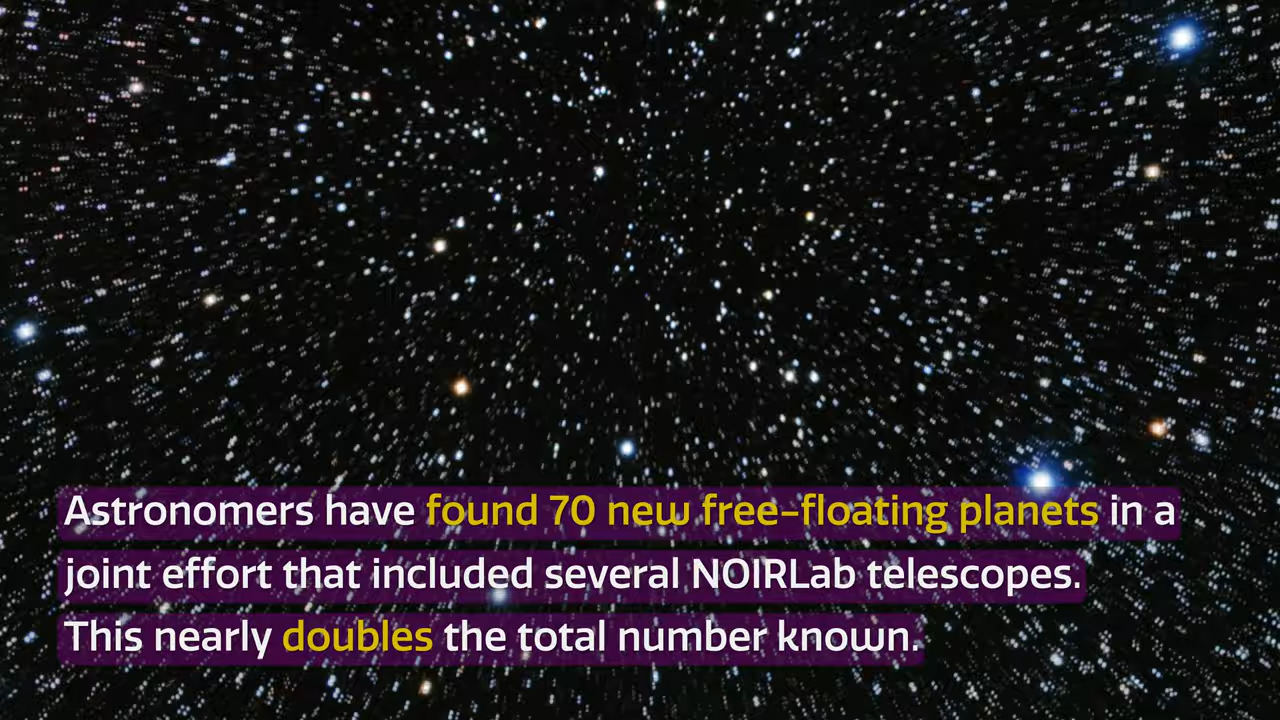 Astronomers have found 70 new free-floating planets in a
joint effort that included several NOIRLab telescopes.
This nearly doubles the total number known.